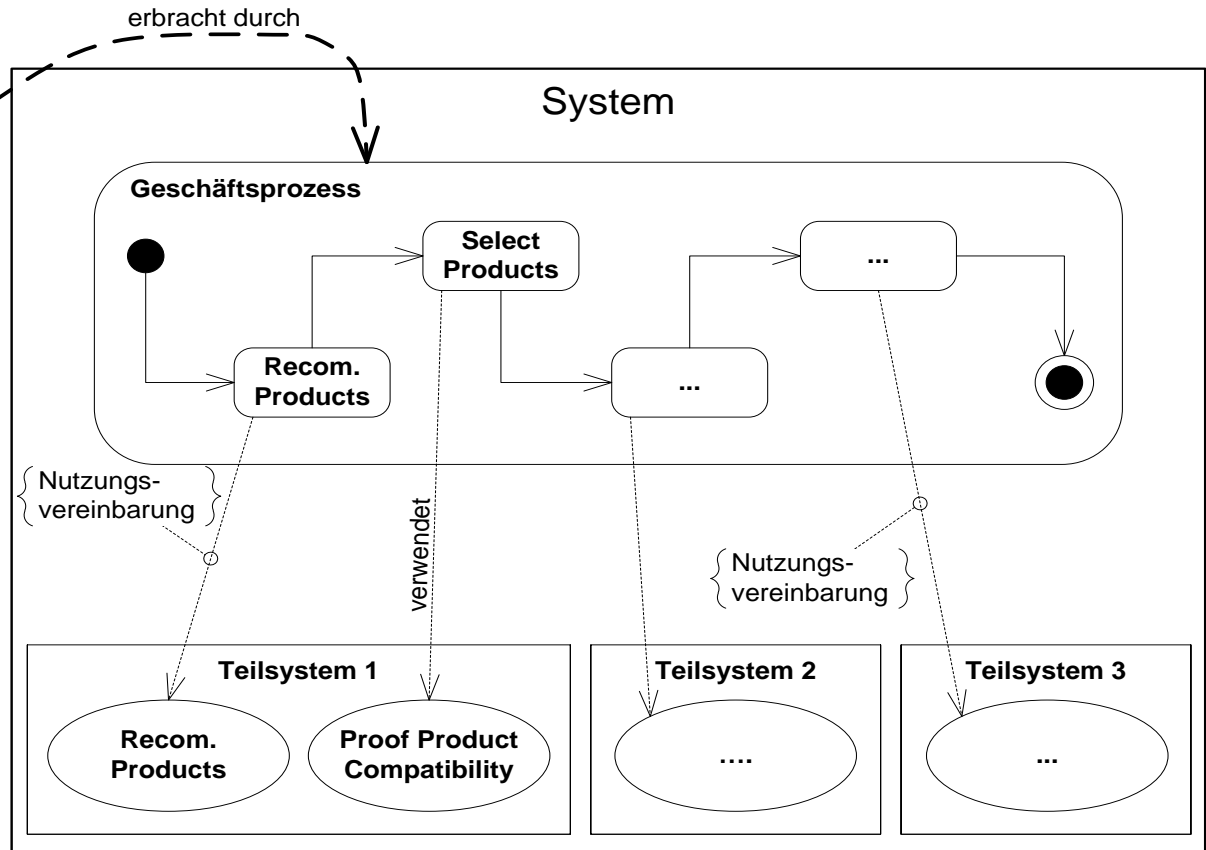 erbracht durch
System
Geschäftsprozess
Select
Products
...
Recom.
Products
...
Nutzungs-
vereinbarung
verwendet
Nutzungs-
vereinbarung
Teilsystem 1
Teilsystem 2
Teilsystem 3
Recom.
Products
Proof Product
Compatibility
....
...